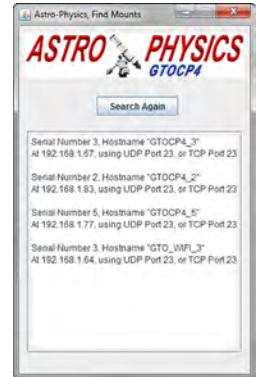 Astro-Physics, Find Mounts
ASTRO PHYSICS
GTOCP4
Search Again
Serial Number 3, Hostname "GTOCP4_3"
At 192.168.1.67, using UDP Port 23, or TCP Port 23
Serial Number 2, Hostname "GTOCP4_2"
At 192.168.1.83, using UDP Port 23, or TCP Port 23
Serial Number 5, Hostname "GTOCP4_5"
At 192.168.1.77, using UDP Port 23, or TCP Port 23
Serial Number 3, Hostname "GTO_WIFI_3"
At 192.168.1.64, using UDP Port 23, or TCP Port 23